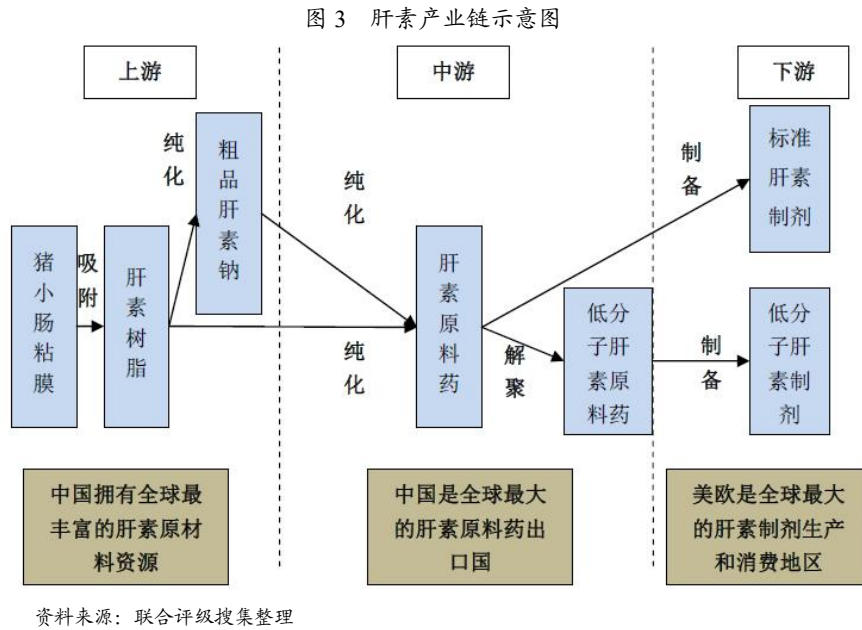 图 3 肝素产业链示意图
上游
中游
下游
猪小肠粘膜
吸附
肝素树脂
纯化
粗品肝素钠
纯化
纯化
肝素原料药
解聚
低分
子肝
素原
料药
制备
标准
肝素
制剂
制备
低分
子肝
素制
剂
中国拥有全球最
丰富的肝素原材
料资源
中国是全球最大
的肝素原料药出
口国
美欧是全球最大
的肝素制剂生产
和消费地区
资料来源：联合评级搜集整理